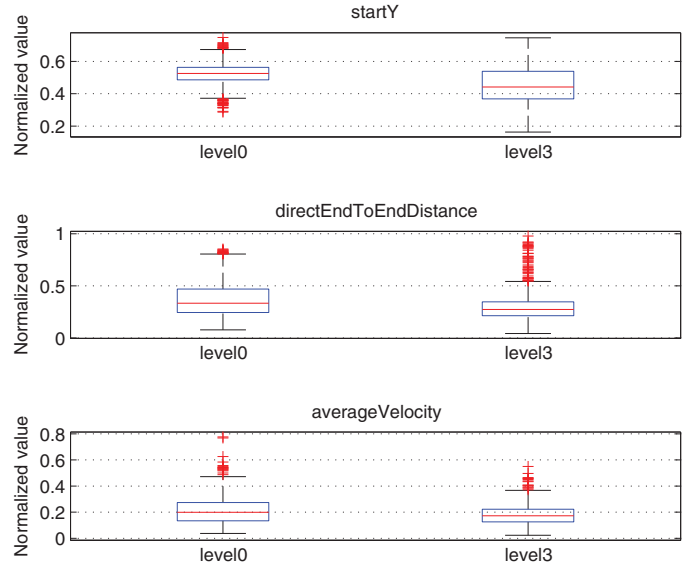 startY
Normalized value
0.6
0.4
0.2
level0 level3
directEndToEndDistance
Normalized value
1
0.5
0
level0 level3
averageVelocity
Normalized value
0.8
0.6
0.4
0.2
0
level0 level3